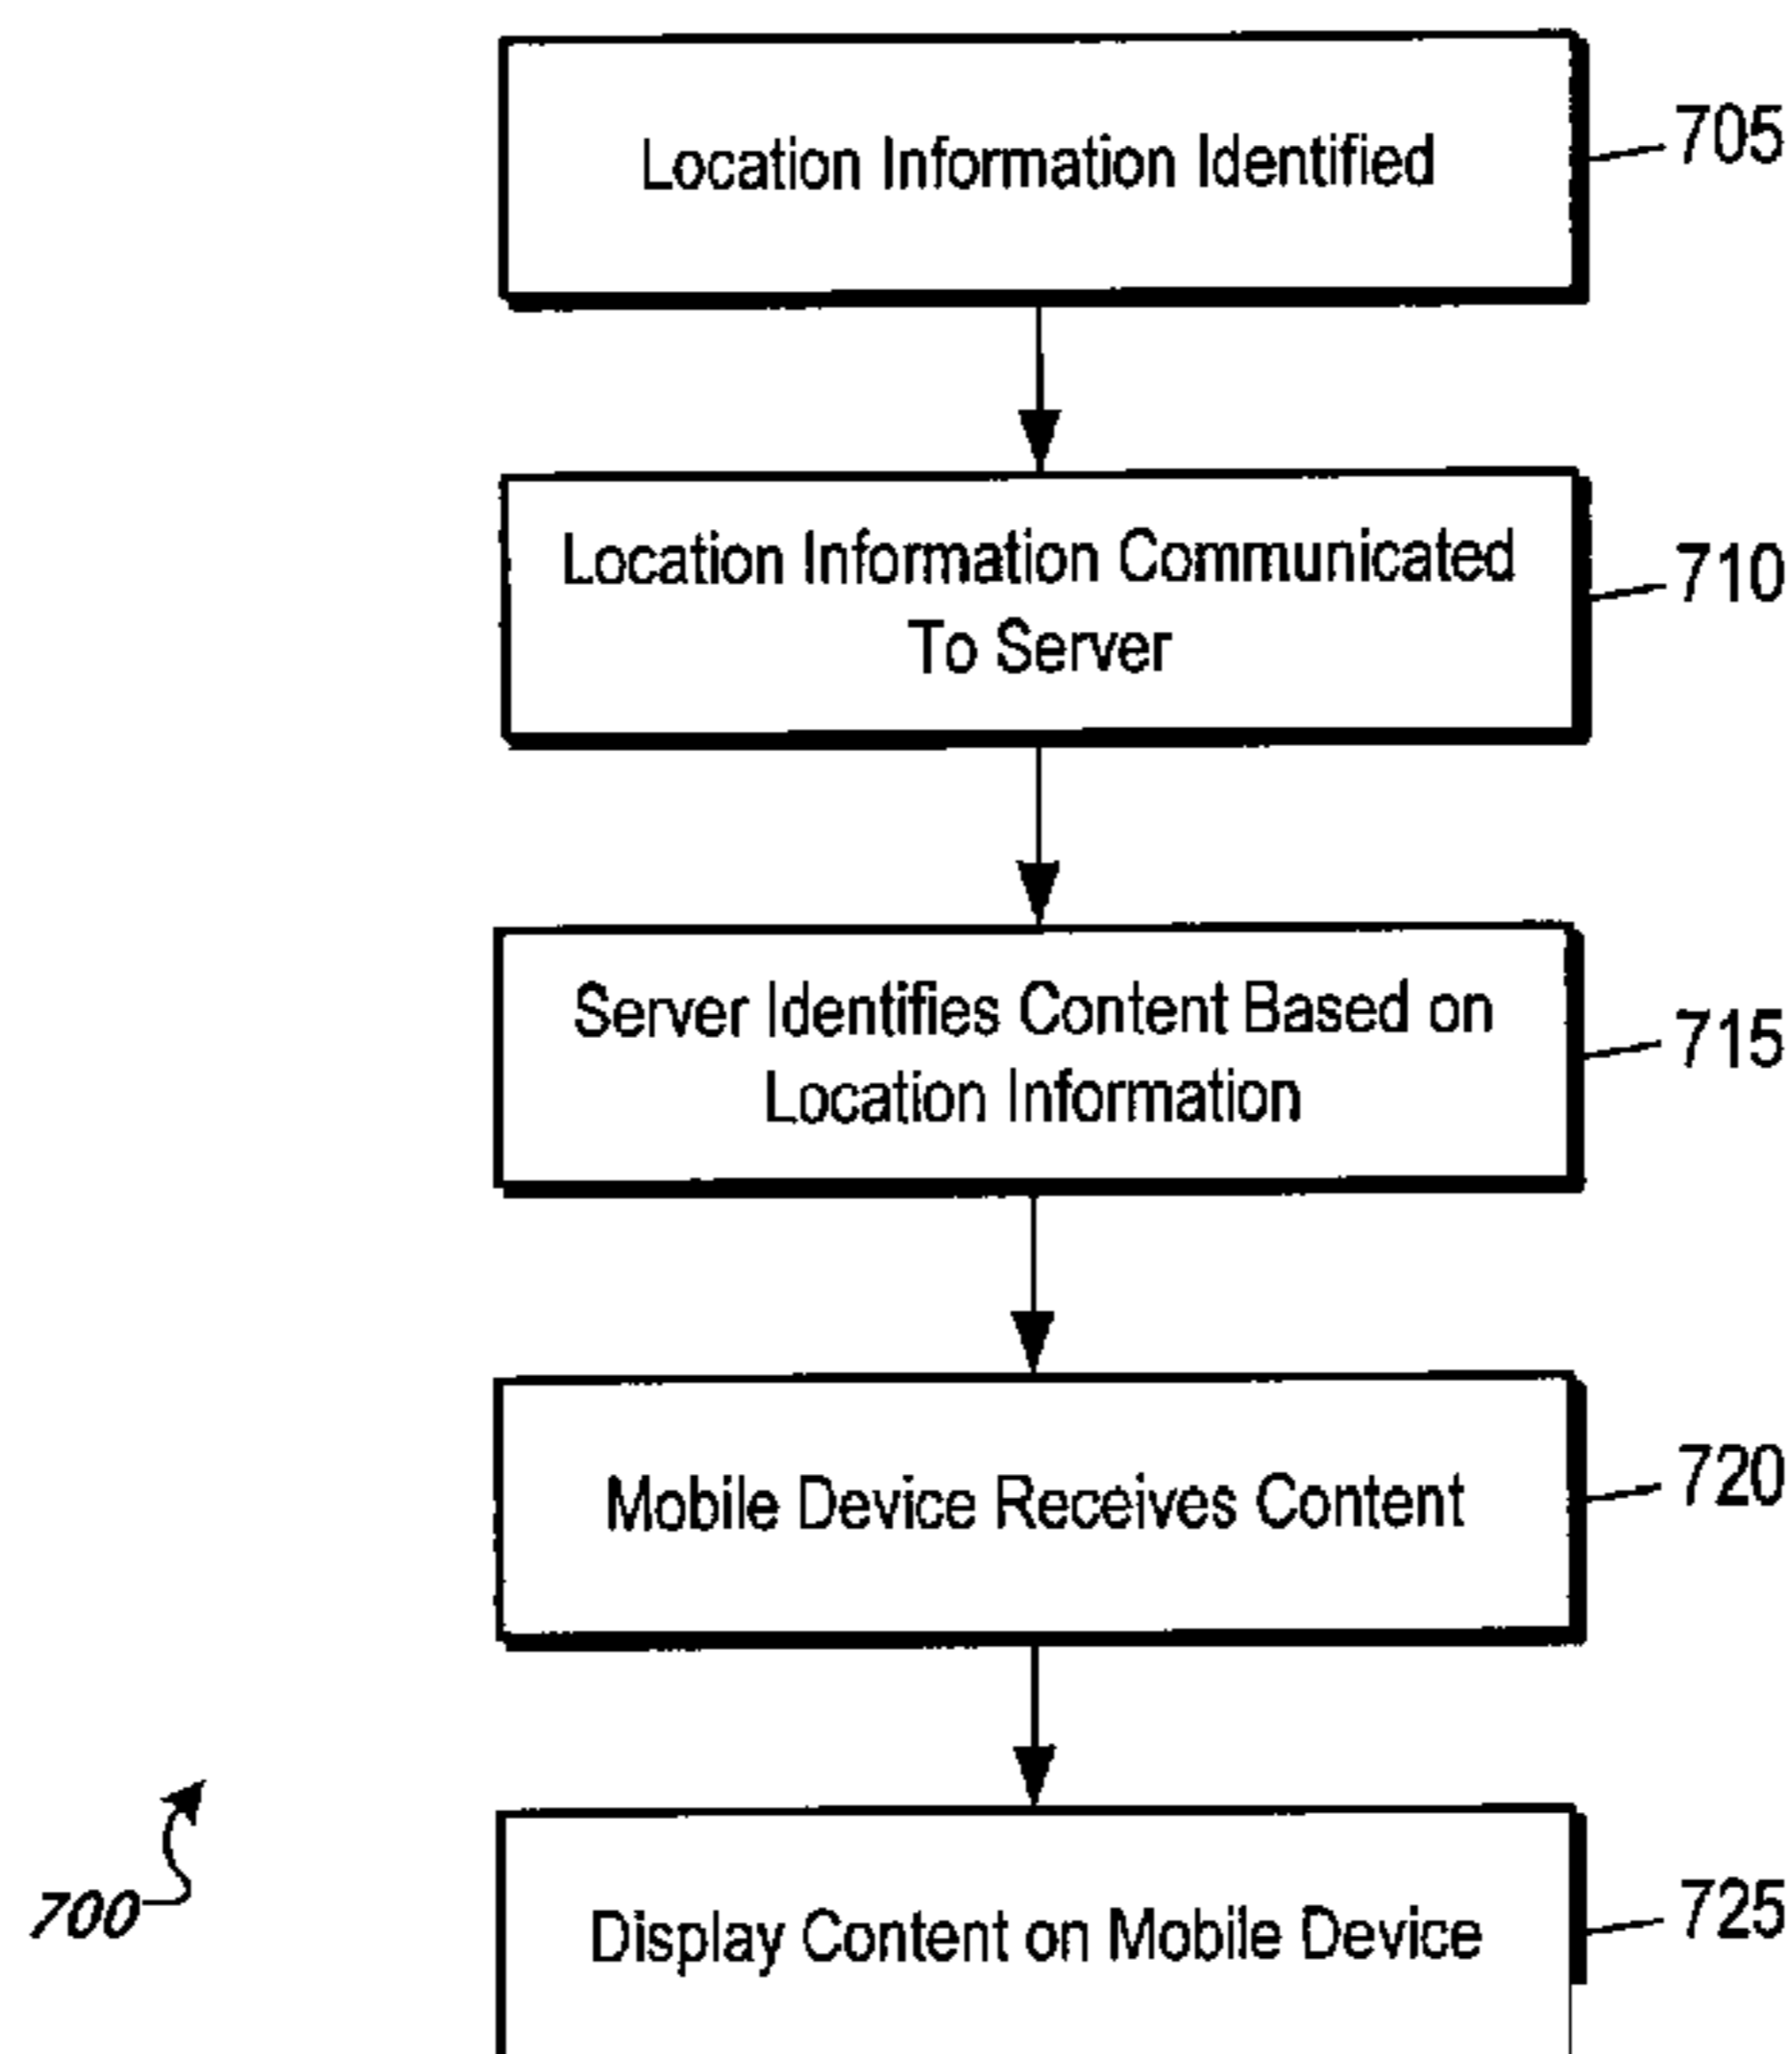 Location Information Identified
705
Location Information Communicated
To Server
710
Server Identifies Content Based on
Location Information
715
Mobile Device Receives Content
720
Display Content on Mobile Device
725
700